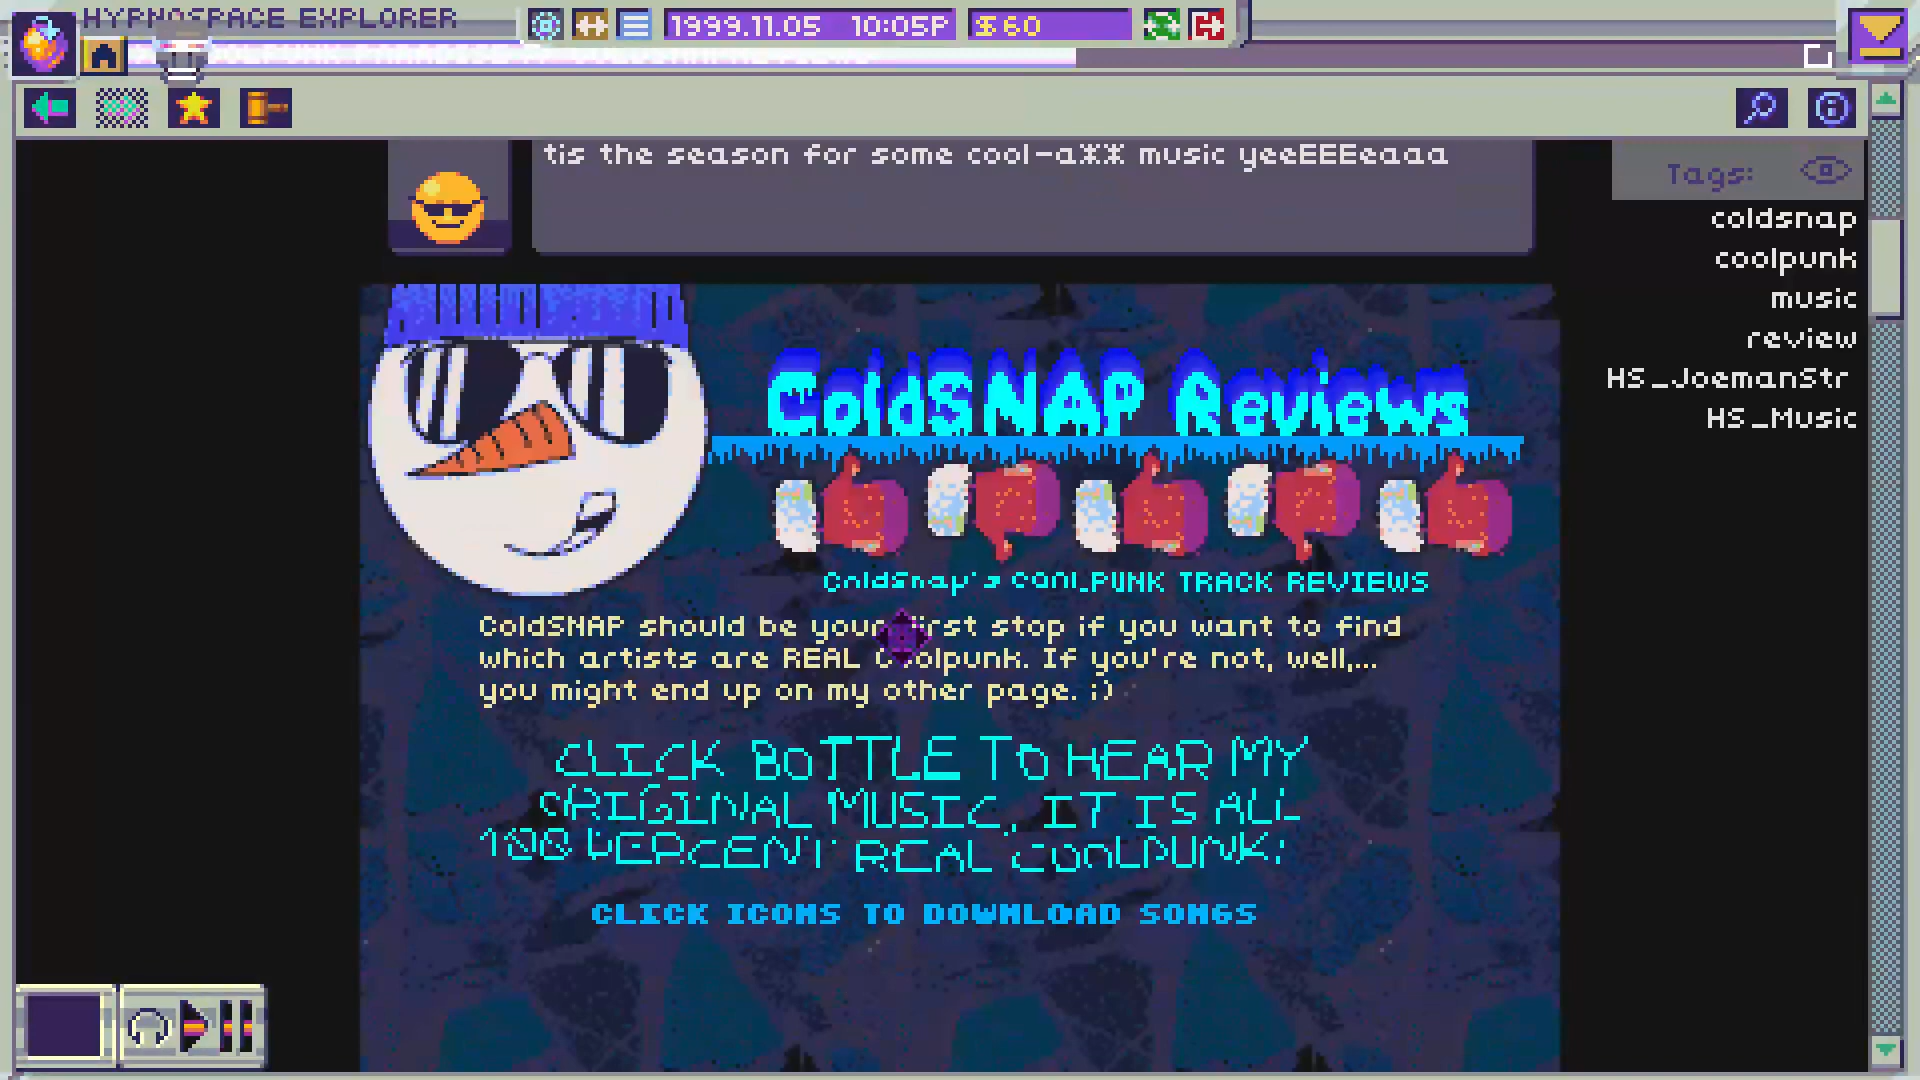 HYPNOSPACE EXPLORER
1999.11.05 10:05P
60
tis the season for some cool-a** music yeeEEEeaaa
Tags:
coldsnap
coolpunk
music
review
HS_JoemanStr
HS_Music
ColdSNAP Reviews
ColdSnap's COOLPUNK TRACK REVIEWS
ColdSNAP should be your first stop if you want to find
which artists are REAL Coolpunk. If you're not, well,...
you might end up on my other page. ;)
CLICK BOTTLE TO HEAR MY
ORIGINAL MUSIC, IT IS ALL
100 PERCENT REAL COOLPUNK!
CLICK ICONS TO DOWNLOAD SONGS